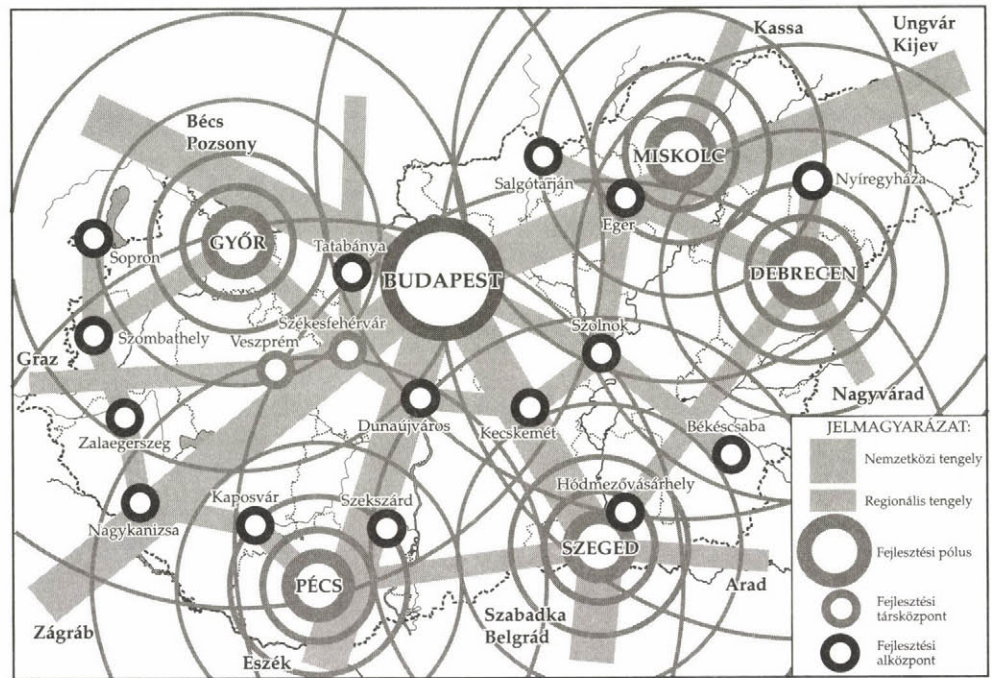 Kassa
Ungvár
Kijev
Bécs
Pozsony
MISKOLC
Salgótarján
Nyíregyháza
Eger
GYŐR
Tatabánya
Sopron
BUDAPEST
DEBRECEN
Székesfehérvár
Szombathely
Veszprém
Szolnok
Graz
Nagyvárad
Dunaújváros
Kecskemét
Békéscsaba
Zalaegerszeg
Hódmezővásárhely
Kaposvár
Szekszárd
Nagykanizsa
SZEGED
PÉCS
Arad
Szabadka
Belgrád
Zágráb
Eszék
JELMAGYARÁZAT:
Nemzetközi tengely
Regionális tengely
Fejlesztési pólus
Fejlesztési
társközpont
Fejlesztési
alközpont